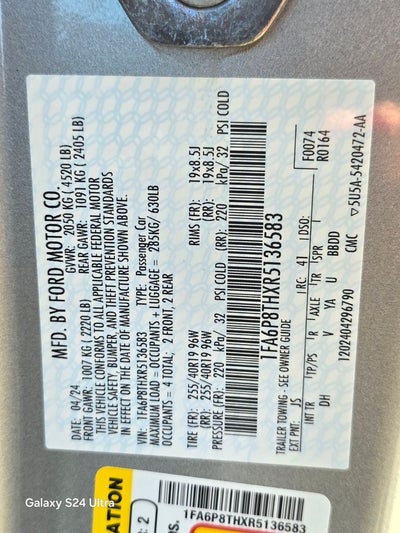 MFD. BY FORD MOTOR CO.
DATE: 04/24 GVWR: 2050 KG (4520 LB)
FRONT GAWR: 1007 KG (2220 LB) REAR GAWR: 1091 KG (2405 LB)
THIS VEHICLE CONFORMS TO ALL APPLICABLE FEDERAL MOTOR
VEHICLE SAFETY, BUMPER, AND THEFT PREVENTION STANDARDS
IN EFFECT ON THE DATE OF MANUFACTURE SHOWN ABOVE.
VIN: 1FA6P8THXR5136583 TYPE: Passenger Car
MAXIMUM LOAD = OCCUPANTS + LUGGAGE = 285KG/ 630LB
OCCUPANTS = 4 TOTAL; 2 FRONT, 2 REAR
TIRE (FR): 255/40R19 96W RIMS (FR): 19x8.5J
(RR): 255/40R19 96W (RR): 19x8.5J
PRESSURE (FR): 220 kPa/ 32 PSI COLD (RR): 220 kPa/ 32 PSI COLD
1FA6P8THXR5136583
TRAILER TOWING - SEE OWNER GUIDE
F0074
R0164
EXT PNT: JS RC: 41 DSO:
INT TR TP/PS R AXLE TR SPR
DH V YA U BBDD
1202404296790 CMC ▽5U5A-5420472-AA
ATION
: 2
RS.
1FA6P8THXR5136583
Galaxy S24 Ultra